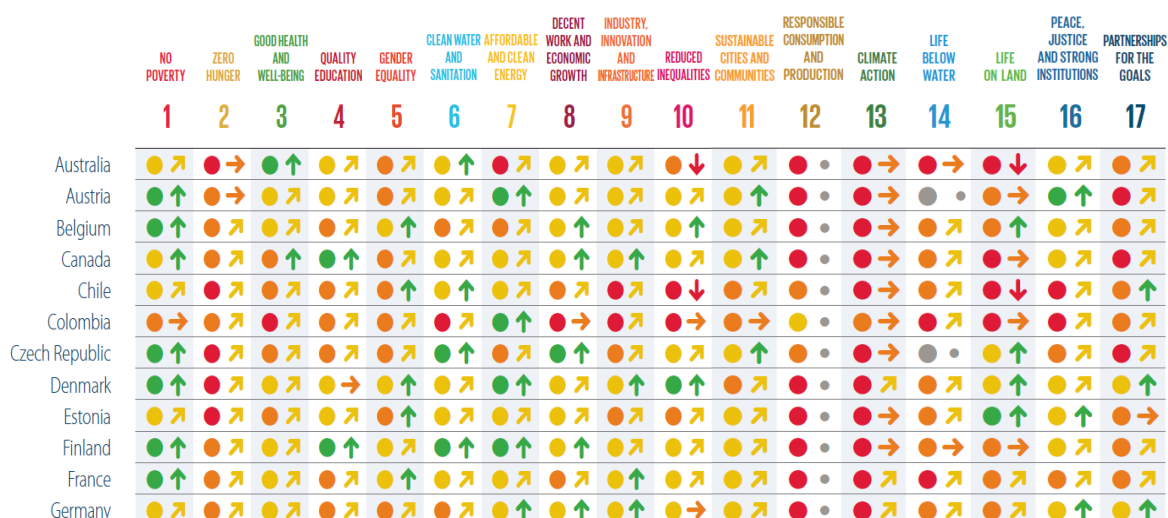 NO
POVERTY
ZERO
HUNGER
GOOD HEALTH
AND
WELL-BEING
QUALITY
EDUCATION
GENDER
EQUALITY
CLEAN WATER
AND
SANITATION
AFFORDABLE
AND CLEAN
ENERGY
DECENT
WORK AND
ECONOMIC
GROWTH
INDUSTRY,
INNOVATION
AND
INFRASTRUCTURE
REDUCED
INEQUALITIES
SUSTAINABLE
CITIES AND
COMMUNITIES
RESPONSIBLE
CONSUMPTION
AND
PRODUCTION
CLIMATE
ACTION
LIFE
BELOW
WATER
LIFE
ON LAND
PEACE,
JUSTICE
AND STRONG
INSTITUTIONS
PARTNERSHIPS
FOR THE
GOALS
1 2 3 4 5 6 7 8 9 10 11 12 13 14 15 16 17
Australia
Austria
Belgium
Canada
Chile
Colombia
Czech Republic
Denmark
Estonia
Finland
France
Germany